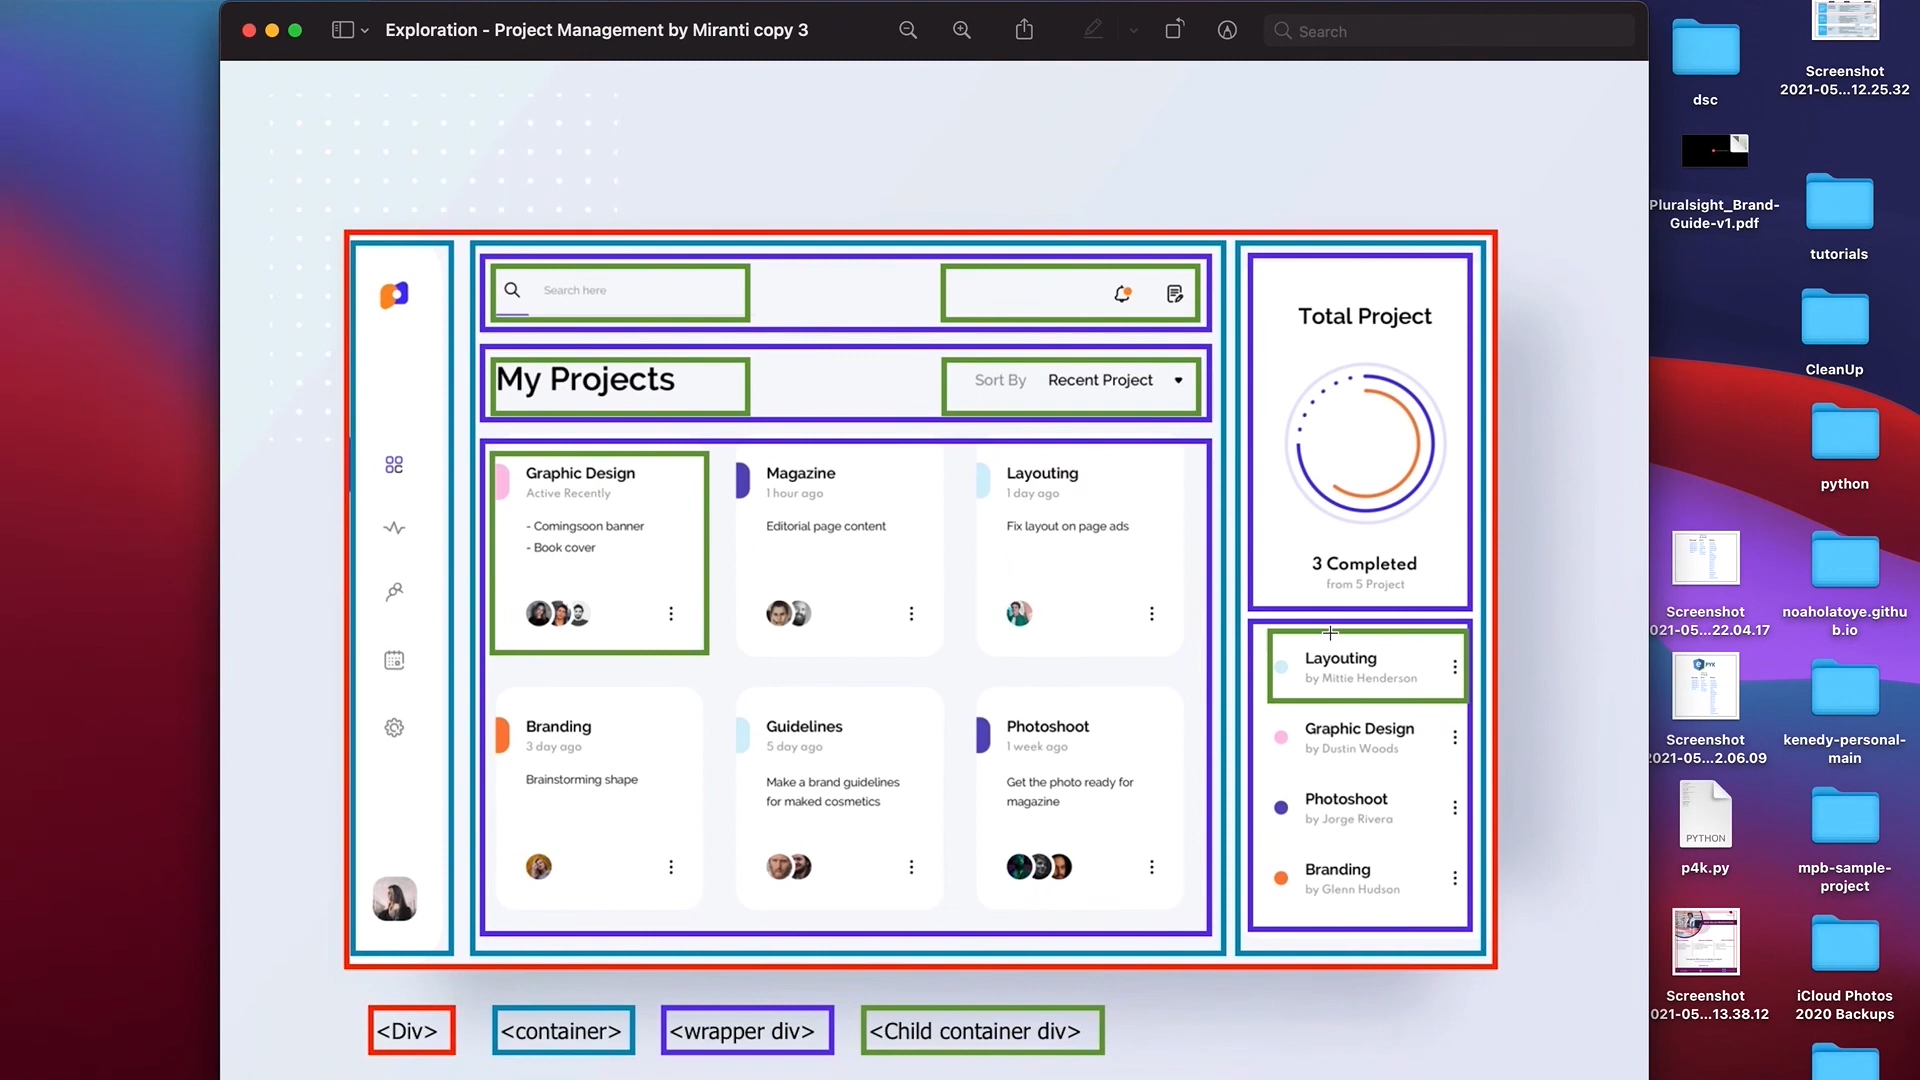 Exploration - Project Management by Miranti copy 3
Search
Search here
My Projects
Sort By Recent Project
Graphic Design
Active Recently
- Comingsoon banner
- Book cover
Magazine
1 hour ago
Editorial page content
Layouting
1 day ago
Fix layout on page ads
Branding
3 day ago
Brainstorming shape
Guidelines
5 day ago
Make a brand guidelines
for maked cosmetics
Photoshoot
1 week ago
Get the photo ready for
magazine
Total Project
3 Completed
from 5 Project
Layouting
by Mittie Henderson
Graphic Design
by Dustin Woods
Photoshoot
by Jorge Rivera
Branding
by Glenn Hudson
<Div>
<container>
<wrapper div>
<Child container div>
dsc
Pluralsight_Brand-
Guide-v1.pdf
Screenshot
021-05...22.04.17
Screenshot
021-05...2.06.09
PYTHON
p4k.py
Screenshot
021-05...13.38.12
Screenshot
2021-05...12.25.32
tutorials
CleanUp
python
noaholatoye.githu
b.io
kenedy-personal-
main
mpb-sample-
project
iCloud Photos
2020 Backups